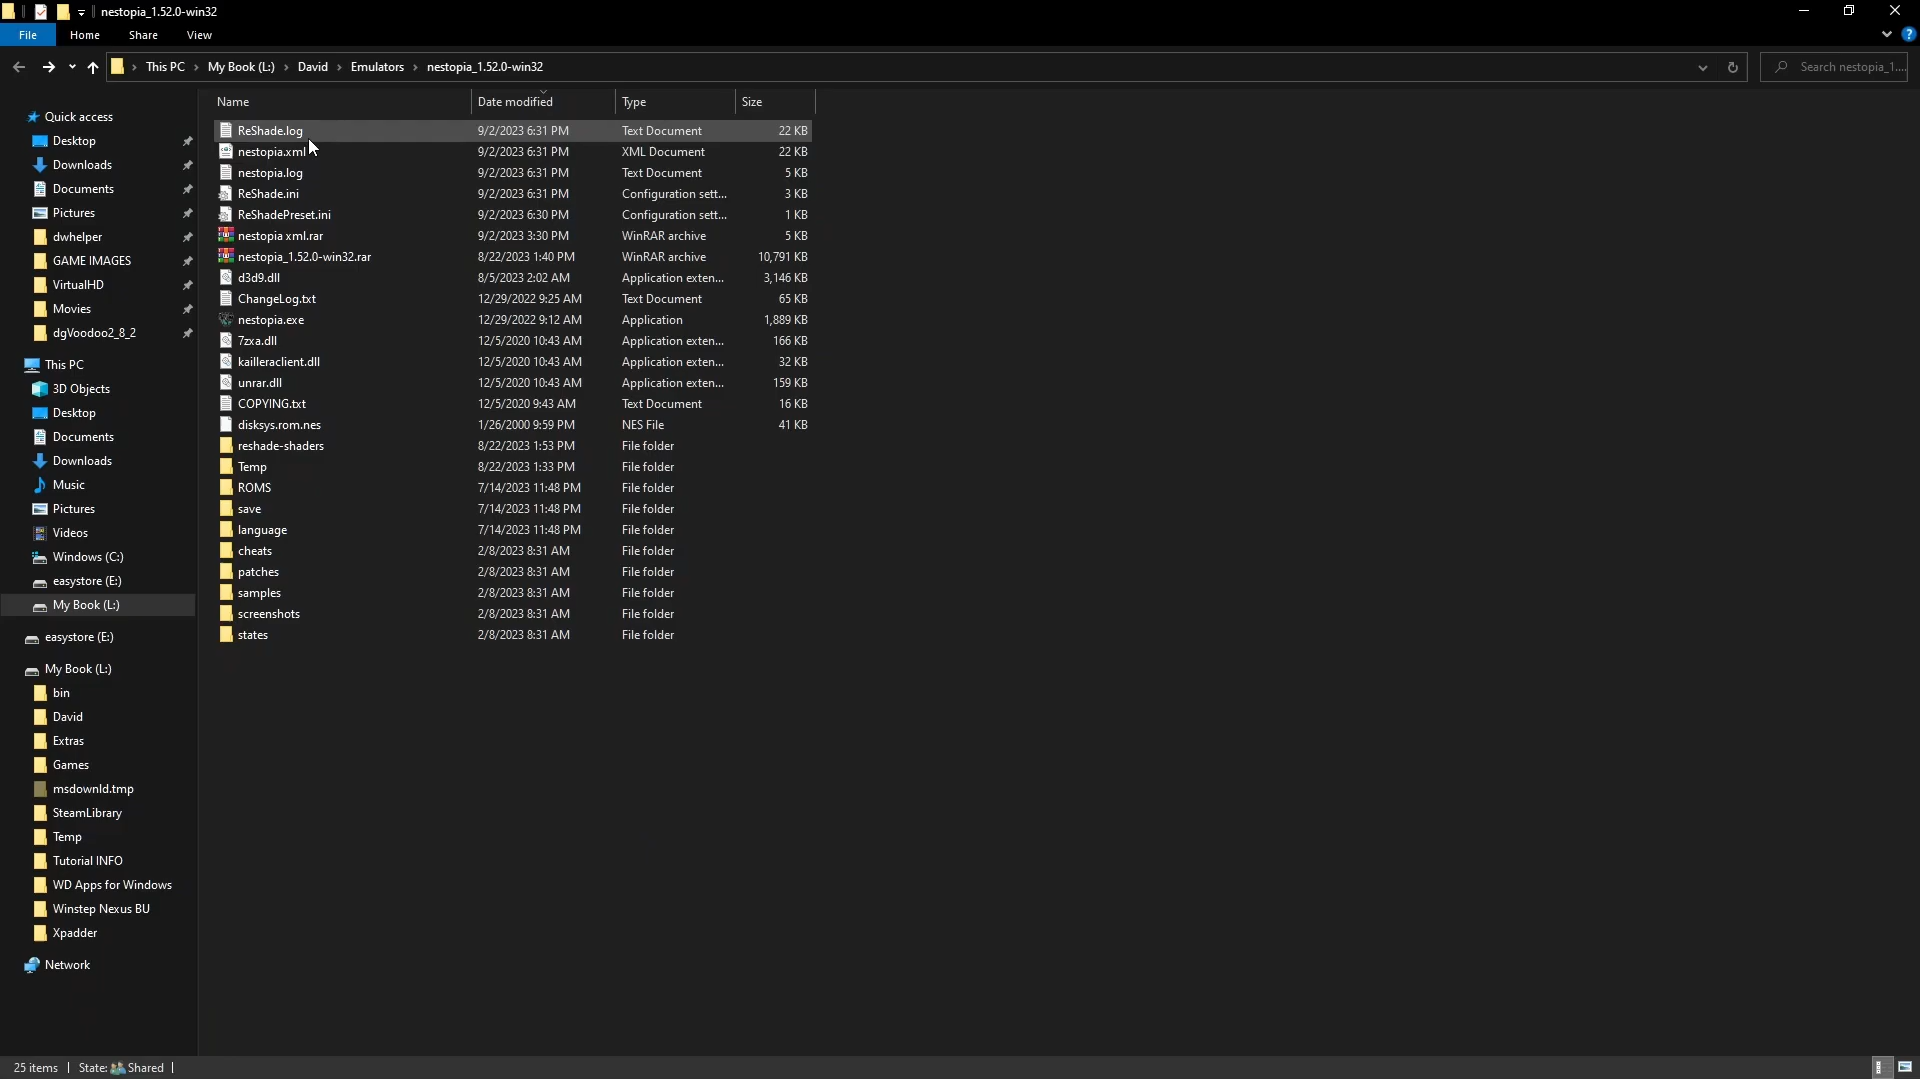 nestopia_1.52.0-win32
File Home Share View
This PC My Book (L:) David Emulators nestopia_1.52.0-win32 Search nestopia_1....
Name Date modified Type Size
Quick access
Desktop
Downloads
Documents
Pictures
dwhelper
GAME IMAGES
VirtualHD
Movies
dgVoodoo2_8_2
This PC
3D Objects
Desktop
Documents
Downloads
Music
Pictures
Videos
Windows (C:)
easystore (E:)
My Book (L:)
easystore (E:)
My Book (L:)
bin
David
Extras
Games
msdownld.tmp
SteamLibrary
Temp
Tutorial INFO
WD Apps for Windows
Winstep Nexus BU
Xpadder
Network
ReShade.log 9/2/2023 6:31 PM Text Document 22 KB
nestopia.xml 9/2/2023 6:31 PM XML Document 22 KB
nestopia.log 9/2/2023 6:31 PM Text Document 5 KB
ReShade.ini 9/2/2023 6:31 PM Configuration sett... 3 KB
ReShadePreset.ini 9/2/2023 6:30 PM Configuration sett... 1 KB
nestopia xml.rar 9/2/2023 3:30 PM WinRAR archive 5 KB
nestopia_1.52.0-win32.rar 8/22/2023 1:40 PM WinRAR archive 10,791 KB
d3d9.dll 8/5/2023 2:02 AM Application exten... 3,146 KB
ChangeLog.txt 12/29/2022 9:25 AM Text Document 65 KB
nestopia.exe 12/29/2022 9:12 AM Application 1,889 KB
7zxa.dll 12/5/2020 10:43 AM Application exten... 166 KB
kailleraclient.dll 12/5/2020 10:43 AM Application exten... 32 KB
unrar.dll 12/5/2020 10:43 AM Application exten... 159 KB
COPYING.txt 12/5/2020 9:43 AM Text Document 16 KB
disksys.rom.nes 1/26/2000 9:59 PM NES File 41 KB
reshade-shaders 8/22/2023 1:53 PM File folder
Temp 8/22/2023 1:33 PM File folder
ROMS 7/14/2023 11:48 PM File folder
save 7/14/2023 11:48 PM File folder
language 7/14/2023 11:48 PM File folder
cheats 2/8/2023 8:31 AM File folder
patches 2/8/2023 8:31 AM File folder
samples 2/8/2023 8:31 AM File folder
screenshots 2/8/2023 8:31 AM File folder
states 2/8/2023 8:31 AM File folder
25 items State: Shared